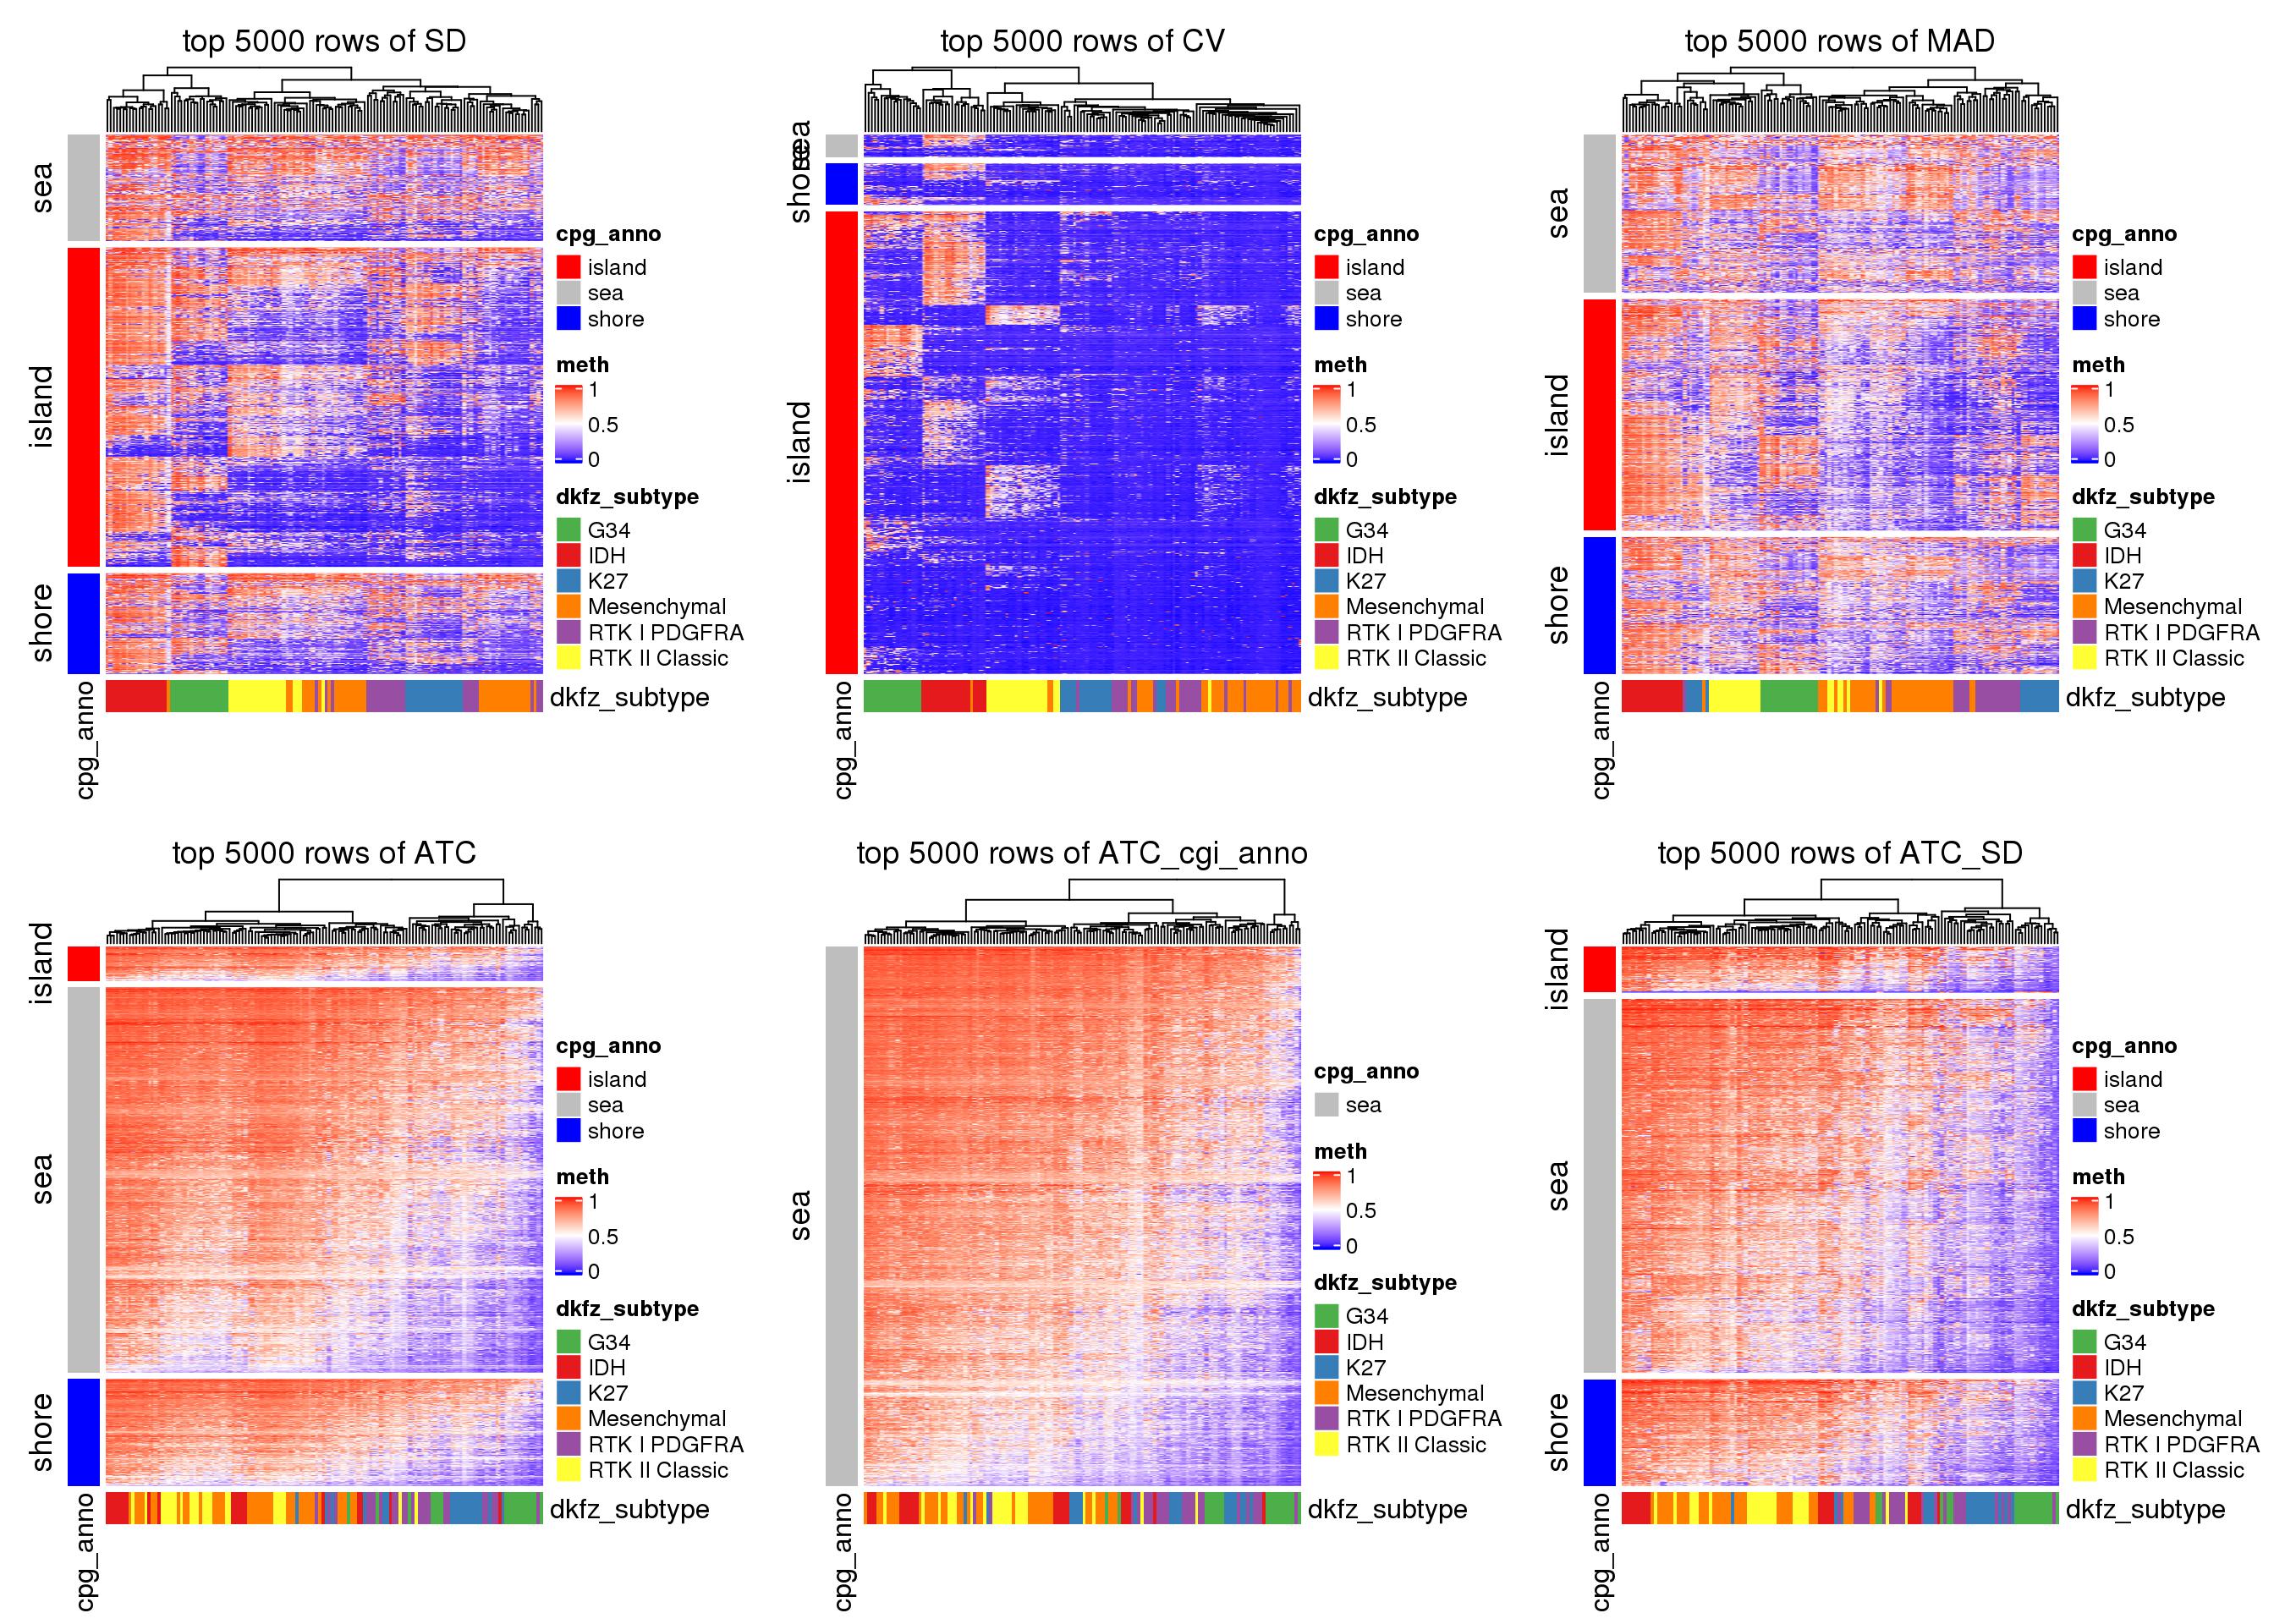 top 5000 rows of SD
sea
island
shore
cpg_anno
dkfz_subtype
cpg_anno
island
sea
shore
meth
1
0.5
0
dkfz_subtype
G34
IDH
K27
Mesenchymal
RTK I PDGFRA
RTK II Classic
top 5000 rows of CV
sea
shore
island
cpg_anno
dkfz_subtype
cpg_anno
island
sea
shore
meth
1
0.5
0
dkfz_subtype
G34
IDH
K27
Mesenchymal
RTK I PDGFRA
RTK II Classic
top 5000 rows of MAD
sea
island
shore
cpg_anno
dkfz_subtype
cpg_anno
island
sea
shore
meth
1
0.5
0
dkfz_subtype
G34
IDH
K27
Mesenchymal
RTK I PDGFRA
RTK II Classic
top 5000 rows of ATC
island
sea
shore
cpg_anno
dkfz_subtype
cpg_anno
island
sea
shore
meth
1
0.5
0
dkfz_subtype
G34
IDH
K27
Mesenchymal
RTK I PDGFRA
RTK II Classic
top 5000 rows of ATC_cgi_anno
sea
cpg_anno
dkfz_subtype
cpg_anno
sea
meth
1
0.5
0
dkfz_subtype
G34
IDH
K27
Mesenchymal
RTK I PDGFRA
RTK II Classic
top 5000 rows of ATC_SD
island
sea
shore
cpg_anno
dkfz_subtype
cpg_anno
island
sea
shore
meth
1
0.5
0
dkfz_subtype
G34
IDH
K27
Mesenchymal
RTK I PDGFRA
RTK II Classic